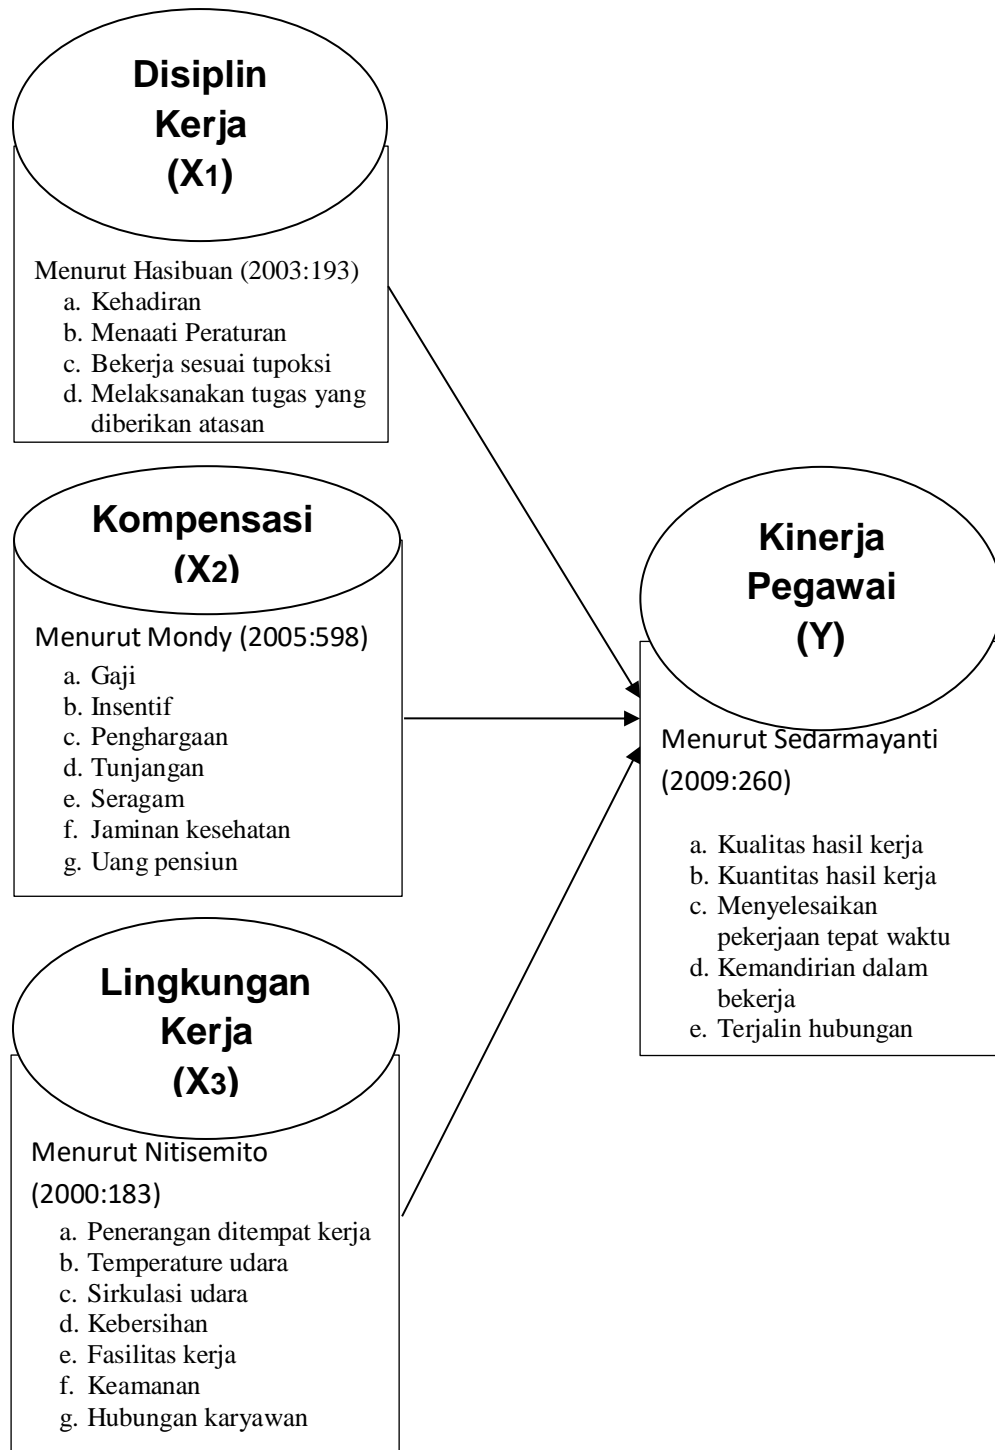 Disiplin
Kerja
(X1)
Menurut Hasibuan (2003:193)
a. Kehadiran
b. Menaati Peraturan
c. Bekerja sesuai tupoksi
d. Melaksanakan tugas yang
diberikan atasan
Kompensasi
(X2)
Menurut Mondy (2005:598)
a. Gaji
b. Insentif
c. Penghargaan
d. Tunjangan
e. Seragam
f. Jaminan kesehatan
g. Uang pensiun
Lingkungan
Kerja
(X3)
Menurut Nitisemito
(2000:183)
a. Penerangan ditempat kerja
b. Temperature udara
c. Sirkulasi udara
d. Kebersihan
e. Fasilitas kerja
f. Keamanan
g. Hubungan karyawan
Kinerja
Pegawai
(Y)
Menurut Sedarmayanti
(2009:260)
a. Kualitas hasil kerja
b. Kuantitas hasil kerja
c. Menyelesaikan
pekerjaan tepat waktu
d. Kemandirian dalam
bekerja
e. Terjalin hubungan